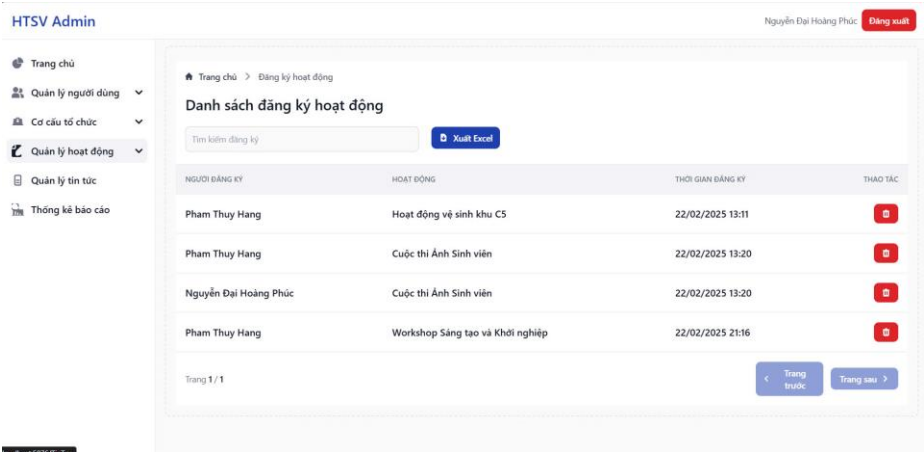 HTSV Admin
Nguyễn Đại Hoàng Phúc
Đăng xuất
Trang chủ
Quản lý người dùng
Cơ cấu tổ chức
Quản lý hoạt động
Quản lý tin tức
Thống kê báo cáo
Trang chủ > Đăng ký hoạt động
Danh sách đăng ký hoạt động
Tìm kiếm đăng ký
Xuất Excel
NGƯỜI ĐĂNG KÝ HOẠT ĐỘNG THỜI GIAN ĐĂNG KÝ THAO TÁC
Pham Thuy Hang Hoạt động vệ sinh khu C5 22/02/2025 13:11
Pham Thuy Hang Cuộc thi Ảnh Sinh viên 22/02/2025 13:20
Nguyễn Đại Hoàng Phúc Cuộc thi Ảnh Sinh viên 22/02/2025 13:20
Pham Thuy Hang Workshop Sáng tạo và Khởi nghiệp 22/02/2025 21:16
Trang 1 / 1
Trang
trước
Trang sau